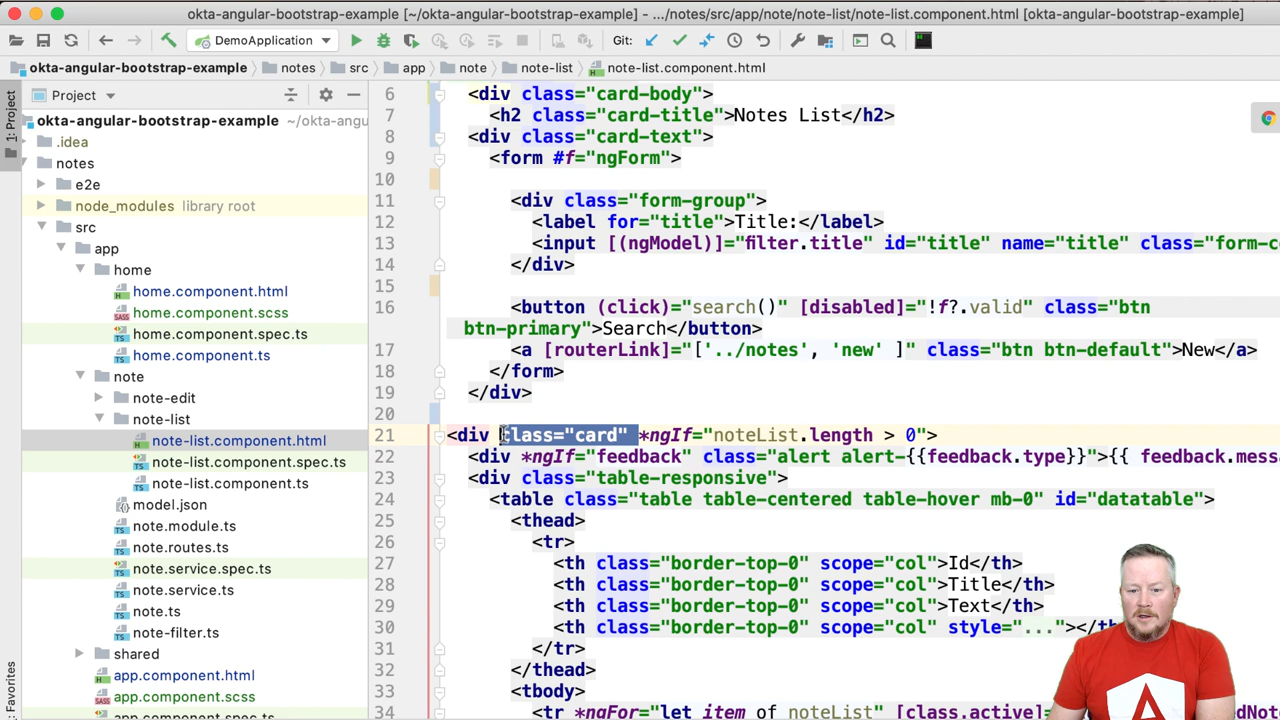 okta-angular-bootstrap-example [~/okta-angular-bootstrap-example] – .../notes/src/app/note/note-list/note-list.component.html [okta-angular-bootstrap-example]
DemoApplication
Git:
okta-angular-bootstrap-example
notes
src
app
note
note-list
note-list.component.html
1: Project
Favorites
Project
okta-angular-bootstrap-example ~/okta-angu
.idea
notes
e2e
node_modules library root
src
app
home
home.component.html
home.component.scss
home.component.spec.ts
home.component.ts
note
note-edit
note-list
note-list.component.html
note-list.component.spec.ts
note-list.component.ts
model.json
note.module.ts
note.routes.ts
note.service.spec.ts
note.service.ts
note.ts
note-filter.ts
shared
app.component.html
app.component.scss
app.component.spec.ts
6 <div class="card-body">
7 <h2 class="card-title">Notes List</h2>
8 <div class="card-text">
9 <form #f="ngForm">
10
11 <div class="form-group">
12 <label for="title">Title:</label>
13 <input [(ngModel)]="filter.title" id="title" name="title" class="form-co
14 </div>
15
16 <button (click)="search()" [disabled]="!f?.valid" class="btn
btn-primary">Search</button>
17 <a [routerLink]="['../notes', 'new' ]" class="btn btn-default">New</a>
18 </form>
19 </div>
20
21 <div class="card" *ngIf="noteList.length > 0">
22 <div *ngIf="feedback" class="alert alert-{{feedback.type}}">{{ feedback.messa
23 <div class="table-responsive">
24 <table class="table table-centered table-hover mb-0" id="datatable">
25 <thead>
26 <tr>
27 <th class="border-top-0" scope="col">Id</th>
28 <th class="border-top-0" scope="col">Title</th>
29 <th class="border-top-0" scope="col">Text</th>
30 <th class="border-top-0" scope="col" style="..."></th
31 </tr>
32 </thead>
33 <tbody>
34 <tr *ngFor="let item of noteList" [class.active]=